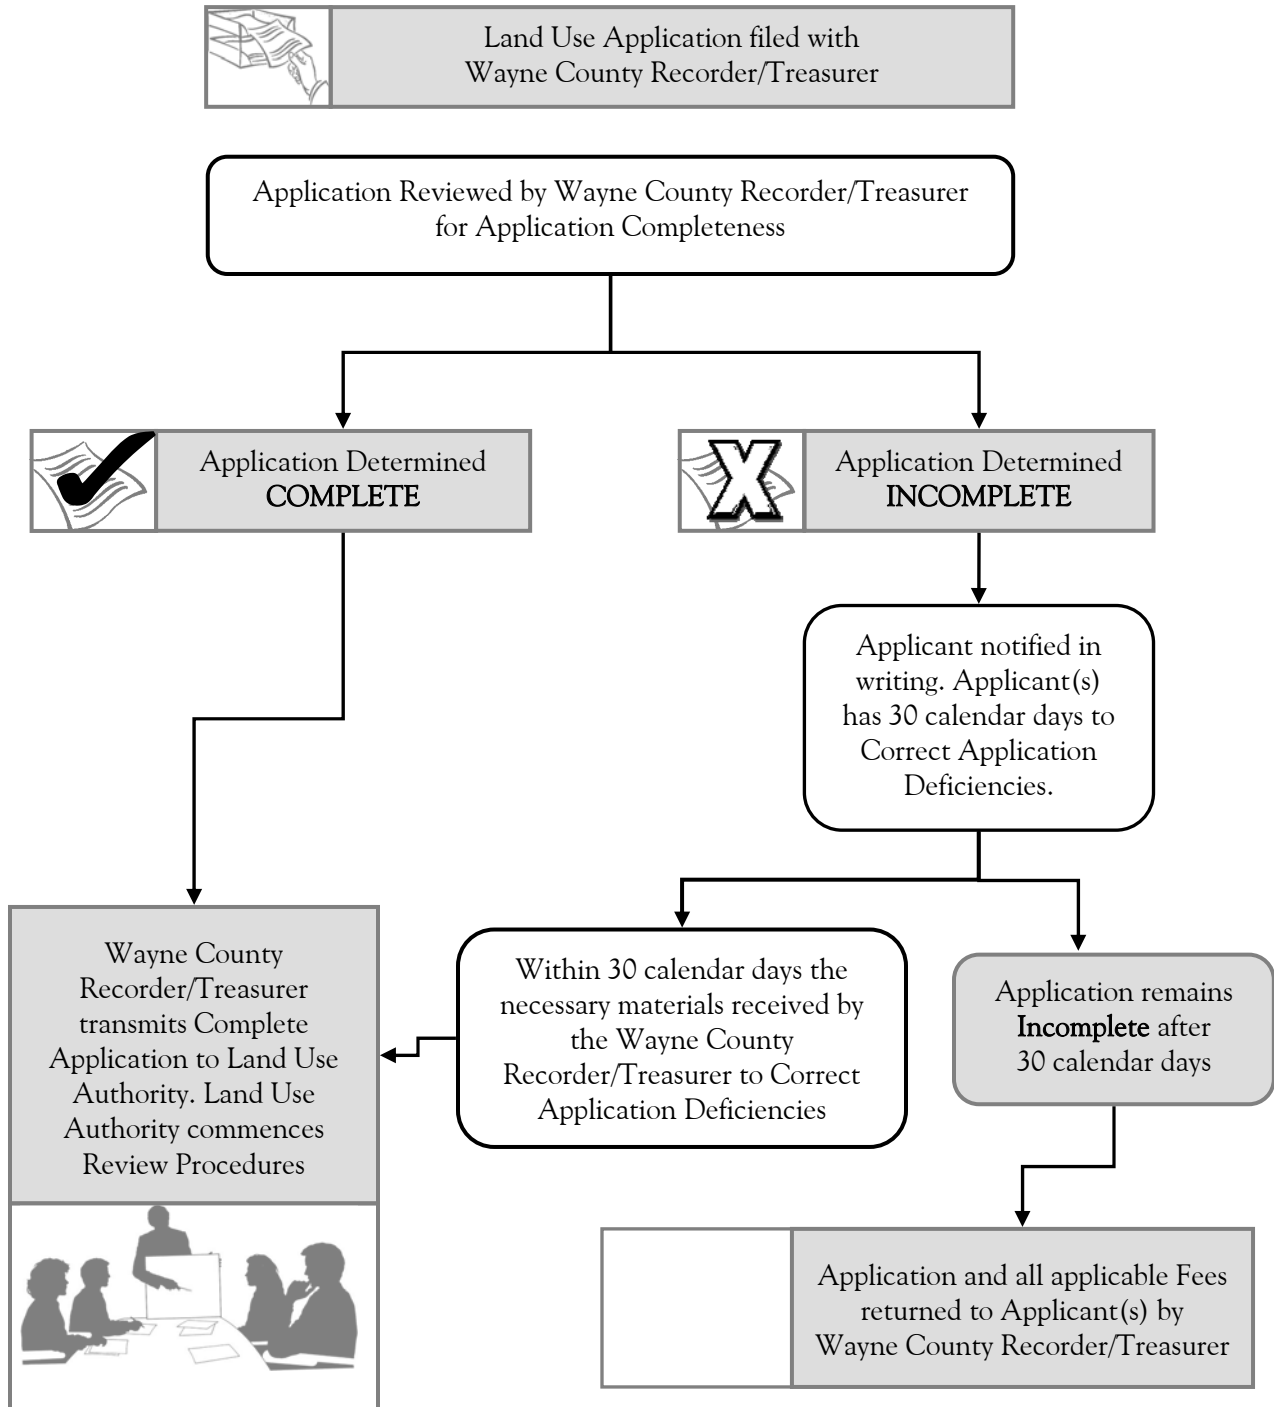 Land Use Application filed with
Wayne County Recorder/Treasurer
Application Reviewed by Wayne County Recorder/Treasurer
for Application Completeness
Application Determined
COMPLETE
X
Application Determined
INCOMPLETE
Applicant notified in
writing. Applicant(s)
has 30 calendar days to
Correct Application
Deficiencies.
Wayne County
Recorder/Treasurer
transmits Complete
Application to Land Use
Authority. Land Use
Authority commences
Review Procedures
Within 30 calendar days the
necessary materials received by
the Wayne County
Recorder/Treasurer to Correct
Application Deficiencies
Application remains
Incomplete after
30 calendar days
Application and all applicable Fees
returned to Applicant(s) by
Wayne County Recorder/Treasurer